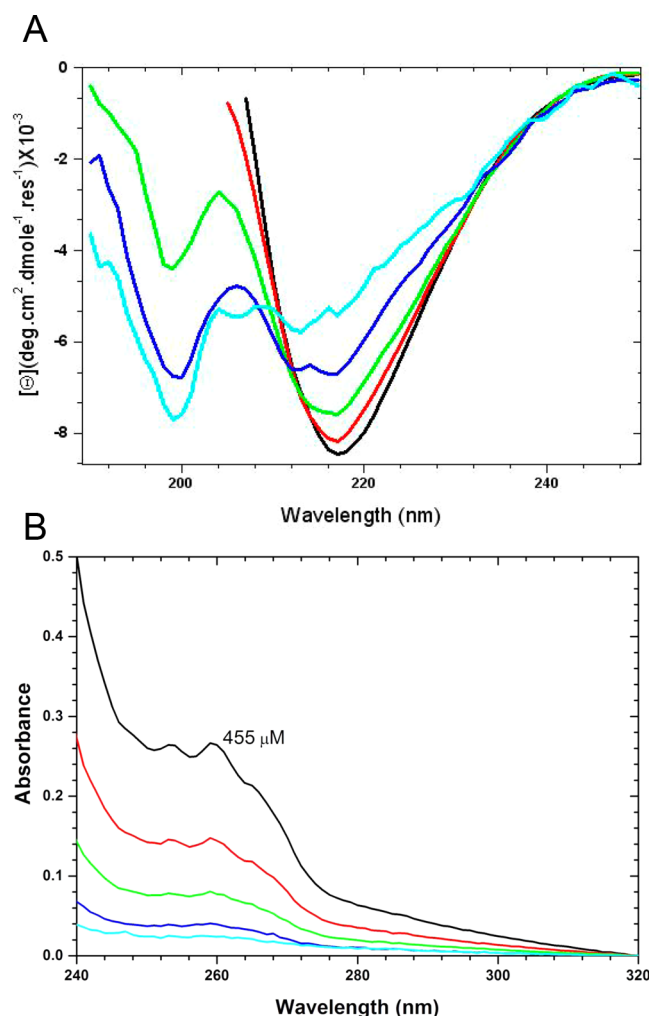 A
0
-2
-4
-6
-8
[Θ](deg.cm².dmole⁻¹.res⁻¹)X10⁻³
200 220 240
Wavelength (nm)
B
0.5
0.4
0.3
0.2
0.1
0.0
Absorbance
455 μM
240 260 280 300 320
Wavelength (nm)